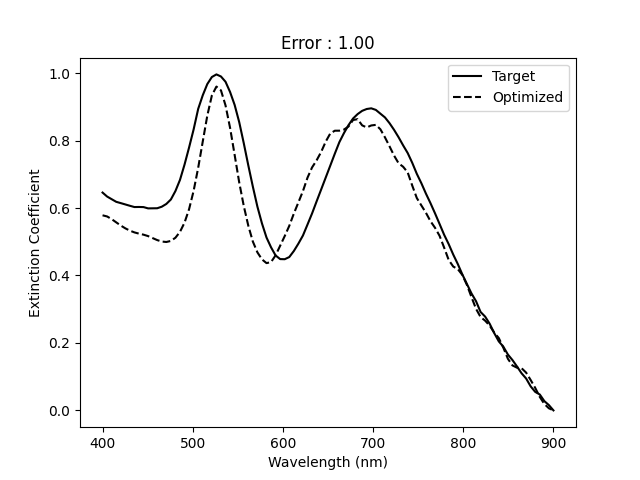 Error : 1.00
Target
Optimized
Extinction Coefficient
1.0
0.8
0.6
0.4
0.2
0.0
400 500 600 700 800 900
Wavelength (nm)